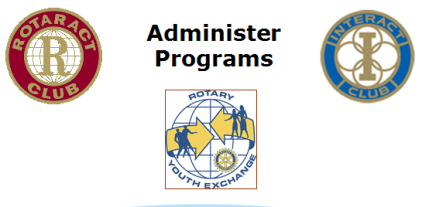 ROTARACT
R
CLUB
Administer
Programs
INTERACT
I
CLUB
ROTARY
YOUTH EXCHANGE